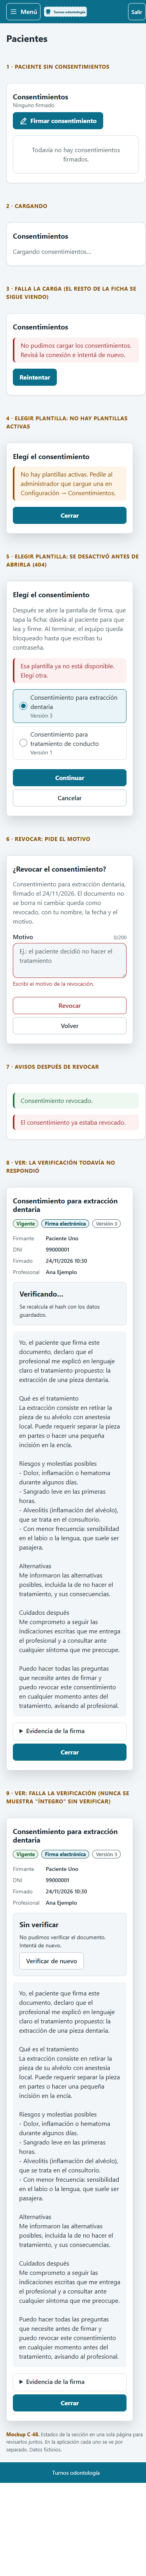 Menú
Turnos odontología
Salir
Pacientes
1 · PACIENTE SIN CONSENTIMIENTOS
Consentimientos
Ninguno firmado
Firmar consentimiento
Todavía no hay consentimientos
firmados.
2 · CARGANDO
Consentimientos
Cargando consentimientos...
3 · FALLA LA CARGA (EL RESTO DE LA FICHA SE
SIGUE VIENDO)
Consentimientos
No pudimos cargar los consentimientos.
Revisá la conexión e intentá de nuevo.
Reintentar
4 · ELEGIR PLANTILLA: NO HAY PLANTILLAS
ACTIVAS
Elegí el consentimiento
No hay plantillas activas. Pedile al
administrador que cargue una en
Configuración → Consentimientos.
Cerrar
5 · ELEGIR PLANTILLA: SE DESACTIVÓ ANTES DE
ABRIRLA (404)
Elegí el consentimiento
Después se abre la pantalla de firma, que
tapa la ficha: dásela al paciente para que
lea y firme. Al terminar, el equipo queda
bloqueado hasta que escribas tu
contraseña.
Esa plantilla ya no está disponible.
Elegí otra.
Consentimiento para extracción
dentaria
Versión 3
Consentimiento para
tratamiento de conducto
Versión 1
Continuar
Cancelar
6 · REVOCAR: PIDE EL MOTIVO
¿Revocar el consentimiento?
Consentimiento para extracción dentaria,
firmado el 24/11/2026. El documento no
se borra ni cambia: queda como
revocado, con tu nombre, la fecha y el
motivo.
Motivo
0/200
Ej.: el paciente decidió no hacer el
tratamiento
Escribí el motivo de la revocación.
Revocar
Volver
7 · AVISOS DESPUÉS DE REVOCAR
Consentimiento revocado.
El consentimiento ya estaba revocado.
8 · VER: LA VERIFICACIÓN TODAVÍA NO
RESPONDIÓ
Consentimiento para extracción
dentaria
Vigente
Firma electrónica
Versión 3
Firmante Paciente Uno
DNI 99000001
Firmado 24/11/2026 10:30
Profesional Ana Ejemplo
Verificando...
Se recalcula el hash con los datos
guardados.
Yo, el paciente que firma este
documento, declaro que el
profesional me explicó en lenguaje
claro el tratamiento propuesto: la
extracción de una pieza dentaria.
Qué es el tratamiento
La extracción consiste en retirar la
pieza de su alvéolo con anestesia
local. Puede requerir separar la pieza
en partes o hacer una pequeña
incisión en la encía.
Riesgos y molestias posibles
- Dolor, inflamación o hematoma
durante algunos días.
- Sangrado leve en las primeras
horas.
- Alveolitis (inflamación del alvéolo),
que se trata en el consultorio.
- Con menor frecuencia: sensibilidad
en el labio o la lengua, que suele ser
pasajera.
Alternativas
Me informaron las alternativas
posibles, incluida la de no hacer el
tratamiento, y sus consecuencias.
Cuidados después
Me comprometo a seguir las
indicaciones escritas que me entrega
el profesional y a consultar ante
cualquier síntoma que me preocupe.
Puedo hacer todas las preguntas
que necesite antes de firmar y
puedo revocar este consentimiento
en cualquier momento antes del
tratamiento, avisando al profesional.
Evidencia de la firma
Cerrar
9 · VER: FALLA LA VERIFICACIÓN (NUNCA SE
MUESTRA "ÍNTEGRO" SIN VERIFICAR)
Consentimiento para extracción
dentaria
Vigente
Firma electrónica
Versión 3
Firmante Paciente Uno
DNI 99000001
Firmado 24/11/2026 10:30
Profesional Ana Ejemplo
Sin verificar
No pudimos verificar el documento.
Intentá de nuevo.
Verificar de nuevo
Yo, el paciente que firma este
documento, declaro que el
profesional me explicó en lenguaje
claro el tratamiento propuesto: la
extracción de una pieza dentaria.
Qué es el tratamiento
La extracción consiste en retirar la
pieza de su alvéolo con anestesia
local. Puede requerir separar la pieza
en partes o hacer una pequeña
incisión en la encía.
Riesgos y molestias posibles
- Dolor, inflamación o hematoma
durante algunos días.
- Sangrado leve en las primeras
horas.
- Alveolitis (inflamación del alvéolo),
que se trata en el consultorio.
- Con menor frecuencia: sensibilidad
en el labio o la lengua, que suele ser
pasajera.
Alternativas
Me informaron las alternativas
posibles, incluida la de no hacer el
tratamiento, y sus consecuencias.
Cuidados después
Me comprometo a seguir las
indicaciones escritas que me entrega
el profesional y a consultar ante
cualquier síntoma que me preocupe.
Puedo hacer todas las preguntas
que necesite antes de firmar y
puedo revocar este consentimiento
en cualquier momento antes del
tratamiento, avisando al profesional.
Evidencia de la firma
Cerrar
Mockup C-48. Estados de la sección en una sola página para
revisarlos juntos. En la aplicación cada uno se ve por
separado. Datos ficticios.
Turnos odontología